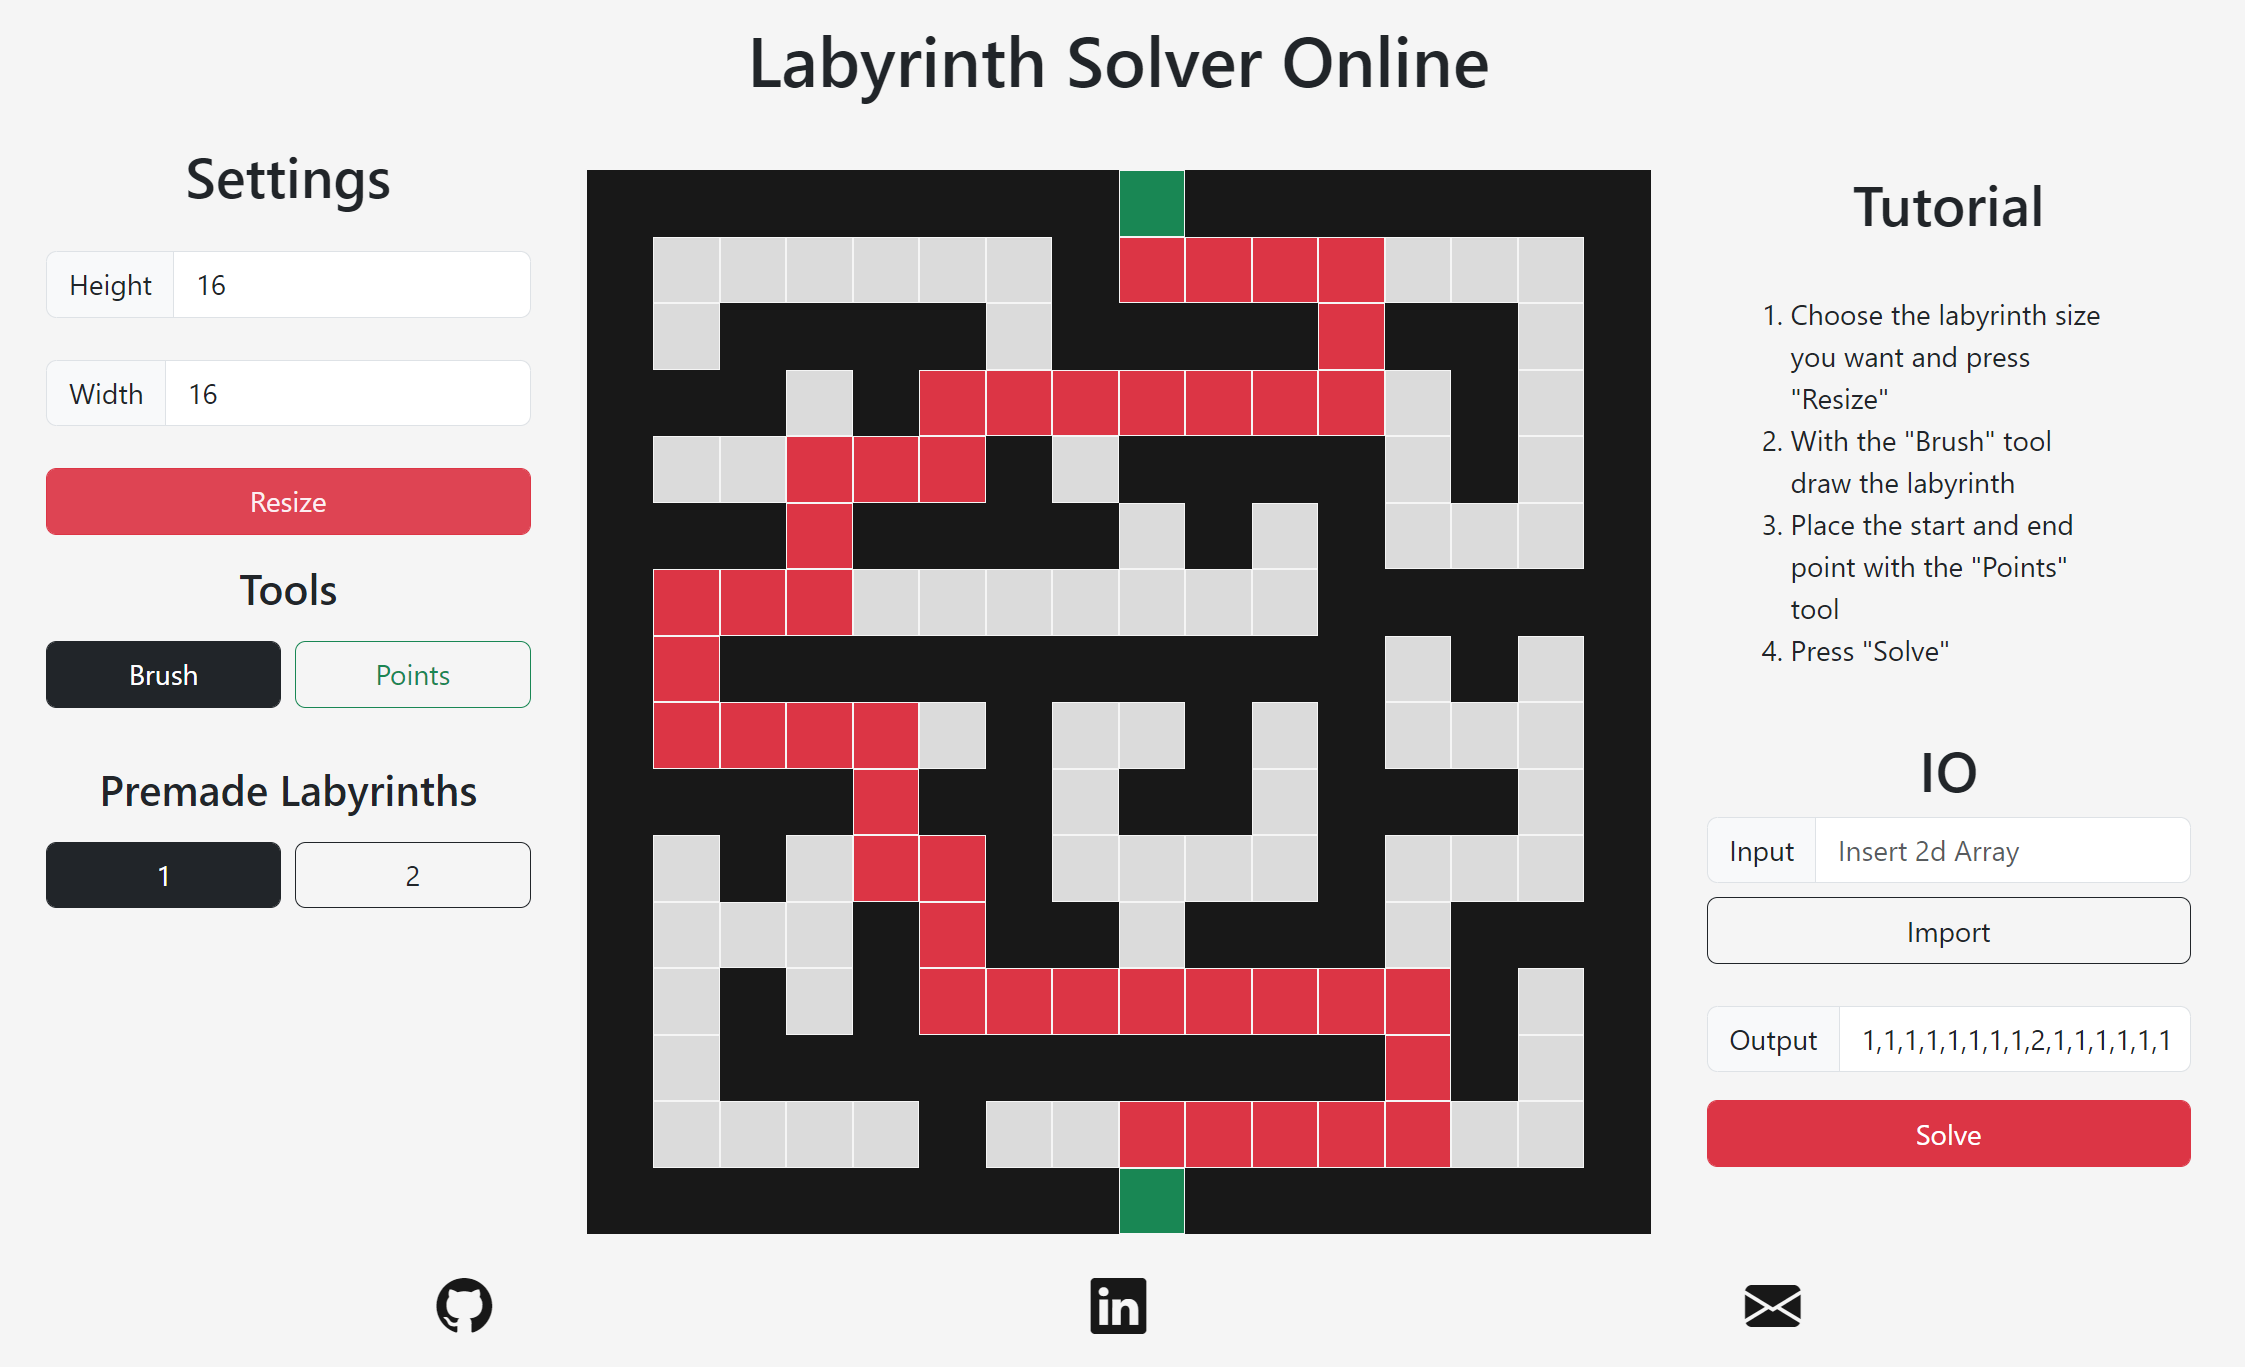 Labyrinth Solver Online
Settings
Height 16
Width 16
Resize
Tools
Brush Points
Premade Labyrinths
1 2
Tutorial
1. Choose the labyrinth size
you want and press
"Resize"
2. With the "Brush" tool
draw the labyrinth
3. Place the start and end
point with the "Points"
tool
4. Press "Solve"
IO
Input Insert 2d Array
Import
Output 1,1,1,1,1,1,1,1,2,1,1,1,1,1,1
Solve
in